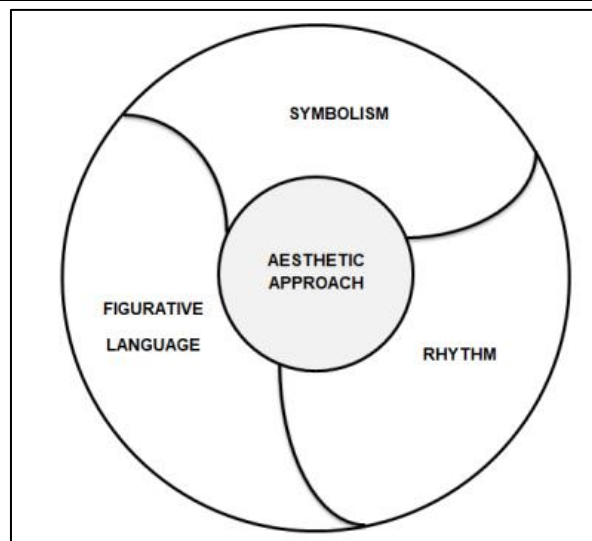 SYMBOLISM
AESTHETIC
APPROACH
FIGURATIVE
LANGUAGE
RHYTHM